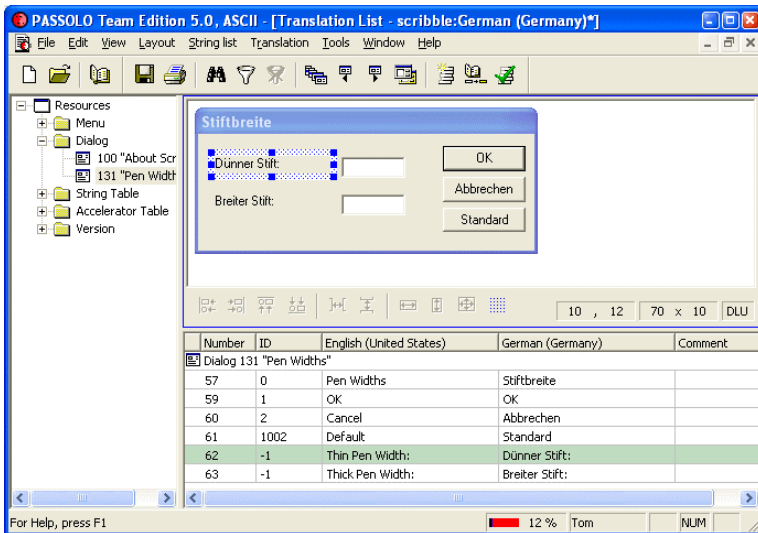 PASSOLO Team Edition 5.0, ASCII - [Translation List - scribble:German (Germany)*]
File Edit View Layout String list Translation Tools Window Help
Resources
Menu
Dialog
100 "About Scr
131 "Pen Width
String Table
Accelerator Table
Version
Stiftbreite
Dünner Stift:
OK
Abbrechen
Breiter Stift:
Standard
10 , 12 70 x 10 DLU
Number ID English (United States) German (Germany) Comment
Dialog 131 "Pen Widths"
57 0 Pen Widths Stiftbreite
59 1 OK OK
60 2 Cancel Abbrechen
61 1002 Default Standard
62 -1 Thin Pen Width: Dünner Stift:
63 -1 Thick Pen Width: Breiter Stift:
For Help, press F1 12 % Tom NUM